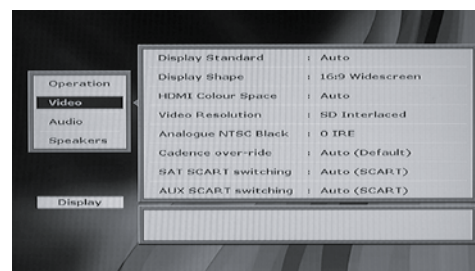 Operation
Video
Audio
Speakers
Display
Display Standard : Auto
Display Shape : 16:9 Widescreen
HDMI Colour Space : Auto
Video Resolution : SD Interlaced
Analogue NTSC Black : 0 IRE
Cadence over-ride : Auto (Default)
SAT SCART switching : Auto (SCART)
AUX SCART switching : Auto (SCART)